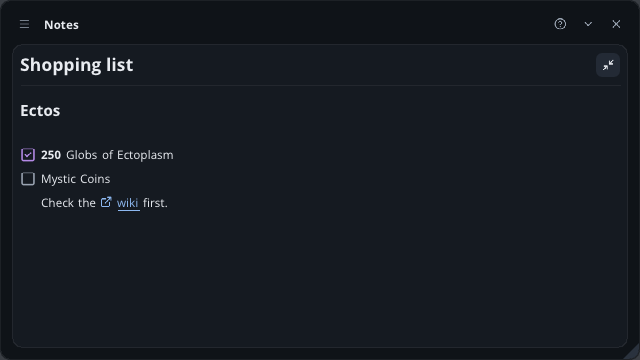 Notes
Shopping list
Ectos
250 Globs of Ectoplasm
Mystic Coins
Check the wiki first.